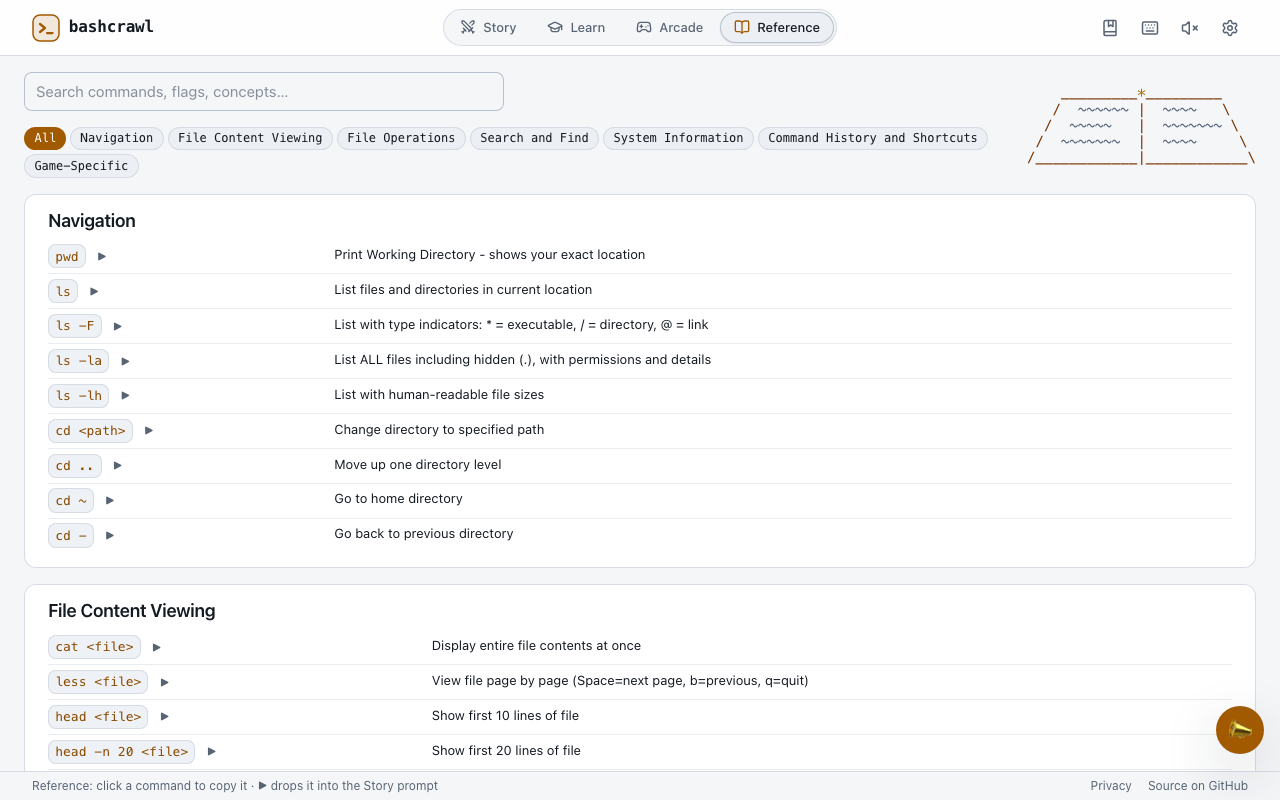 bashcrawl
Story
Learn
Arcade
Reference
Search commands, flags, concepts...
All
Navigation
File Content Viewing
File Operations
Search and Find
System Information
Command History and Shortcuts
Game-Specific
Navigation
pwd ▶ Print Working Directory - shows your exact location
ls ▶ List files and directories in current location
ls -F ▶ List with type indicators: * = executable, / = directory, @ = link
ls -la ▶ List ALL files including hidden (.), with permissions and details
ls -lh ▶ List with human-readable file sizes
cd <path> ▶ Change directory to specified path
cd .. ▶ Move up one directory level
cd ~ ▶ Go to home directory
cd - ▶ Go back to previous directory
File Content Viewing
cat <file> ▶ Display entire file contents at once
less <file> ▶ View file page by page (Space=next page, b=previous, q=quit)
head <file> ▶ Show first 10 lines of file
head -n 20 <file> ▶ Show first 20 lines of file
Reference: click a command to copy it · ▶ drops it into the Story prompt
Privacy
Source on GitHub